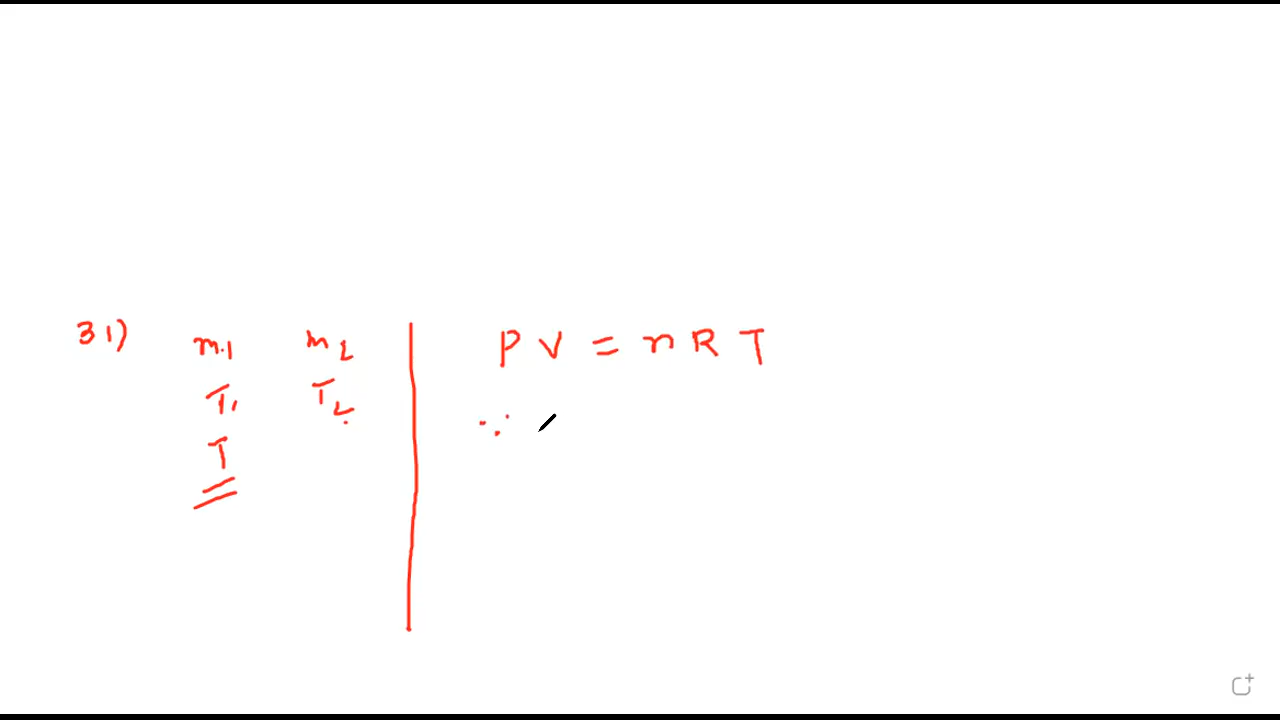 31) m1 m2
T1 T2
T
PV = nRT
∵